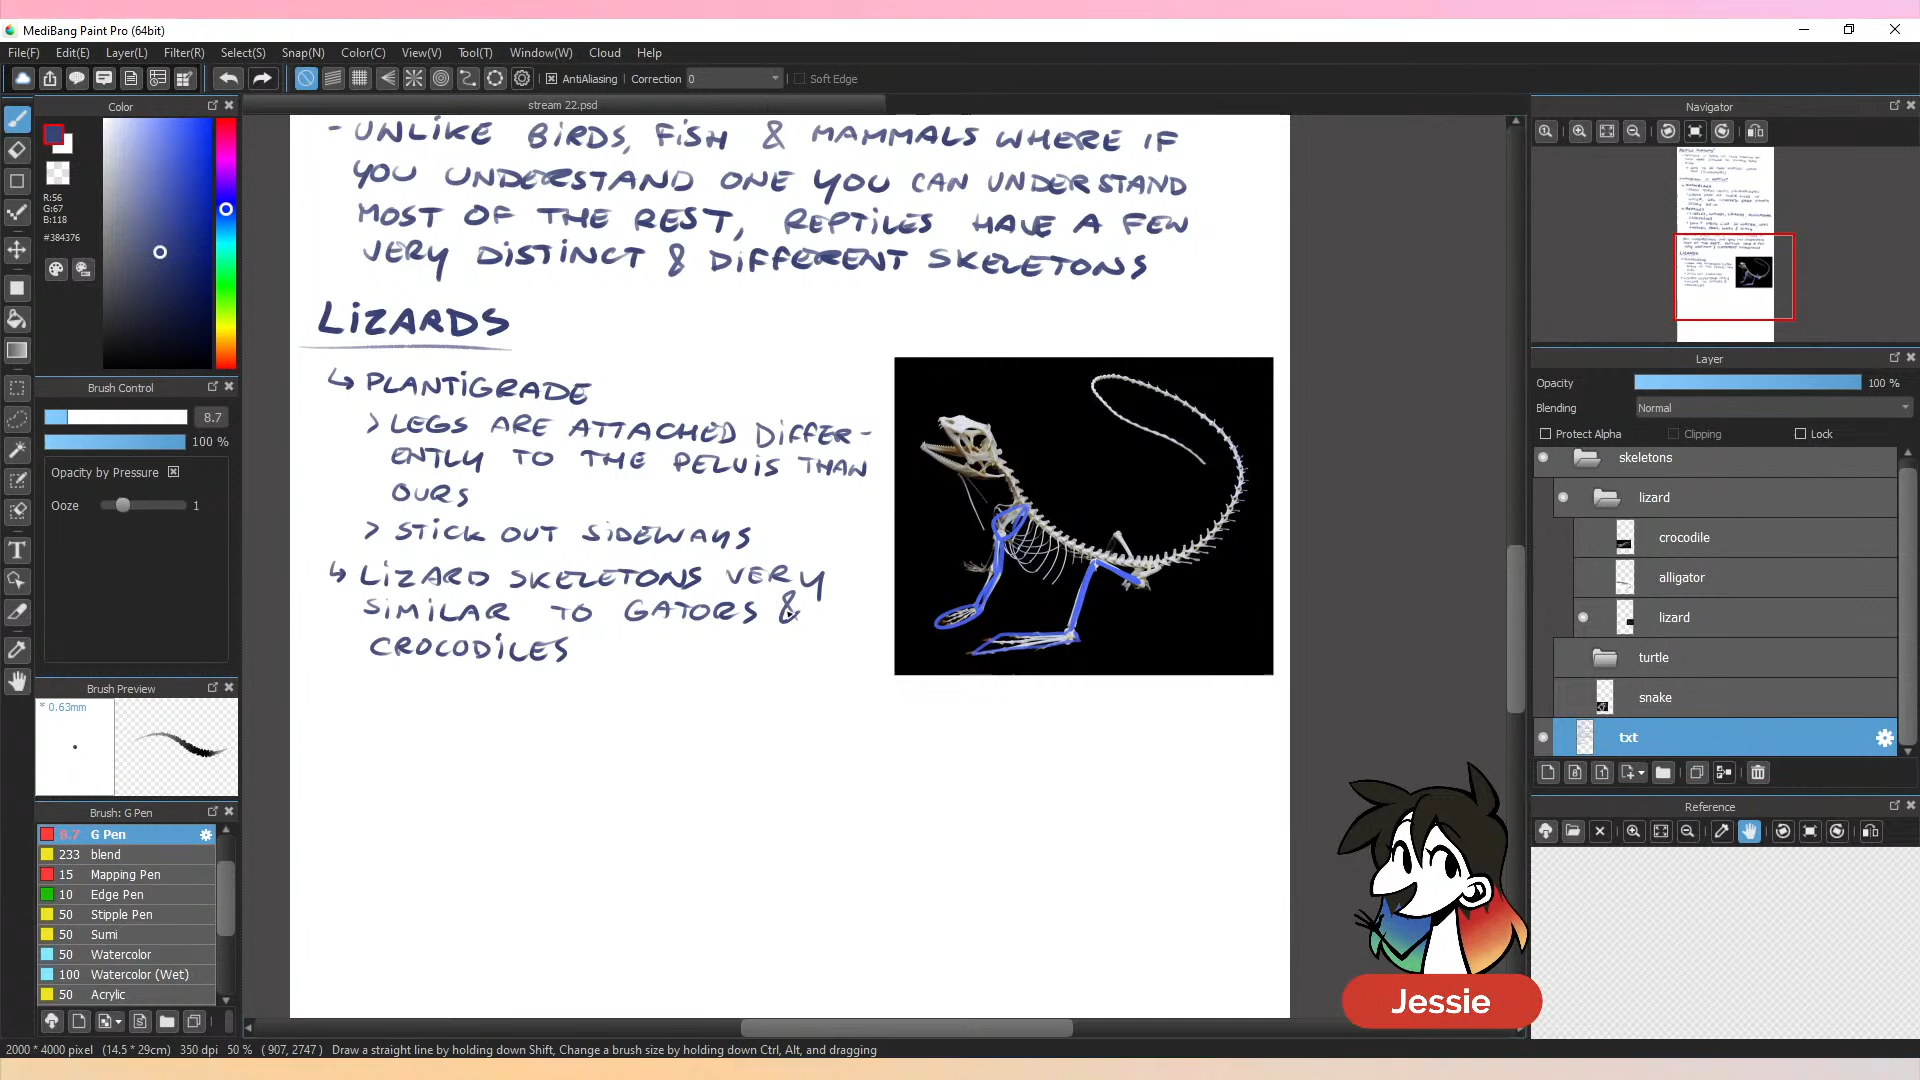 MediBang Paint Pro (64bit)
File(F) Edit(E) Layer(L) Filter(R) Select(S) Snap(N) Color(C) View(V) Tool(T) Window(W) Cloud Help
AntiAliasing Correction 0 Soft Edge
Color
R:56
G:67
B:118
#384376
Brush Control
8.7
100 %
Opacity by Pressure
Ooze 1
Brush Preview
* 0.63mm
Brush: G Pen
8.7 G Pen
233 blend
15 Mapping Pen
10 Edge Pen
50 Stipple Pen
50 Sumi
50 Watercolor
100 Watercolor (Wet)
50 Acrylic
stream 22.psd
- UNLIKE BIRDS, FISH & MAMMALS WHERE IF
YOU UNDERSTAND ONE YOU CAN UNDERSTAND
MOST OF THE REST, REPTILES HAVE A FEW
VERY DISTINCT & DIFFERENT SKELETONS
LIZARDS
↳ PLANTIGRADE
> LEGS ARE ATTACHED DIFFER-
ENTLY TO THE PELVIS THAN
OURS
> STICK OUT SIDEWAYS
↳ LIZARD SKELETONS VERY
SIMILAR TO GATORS &
CROCODILES
Navigator
Layer
Opacity 100 %
Blending Normal
Protect Alpha Clipping Lock
skeletons
lizard
crocodile
alligator
lizard
turtle
snake
txt
Reference
Jessie
2000 * 4000 pixel (14.5 * 29cm) 350 dpi 50 % ( 907, 2747 ) Draw a straight line by holding down Shift, Change a brush size by holding down Ctrl, Alt, and dragging